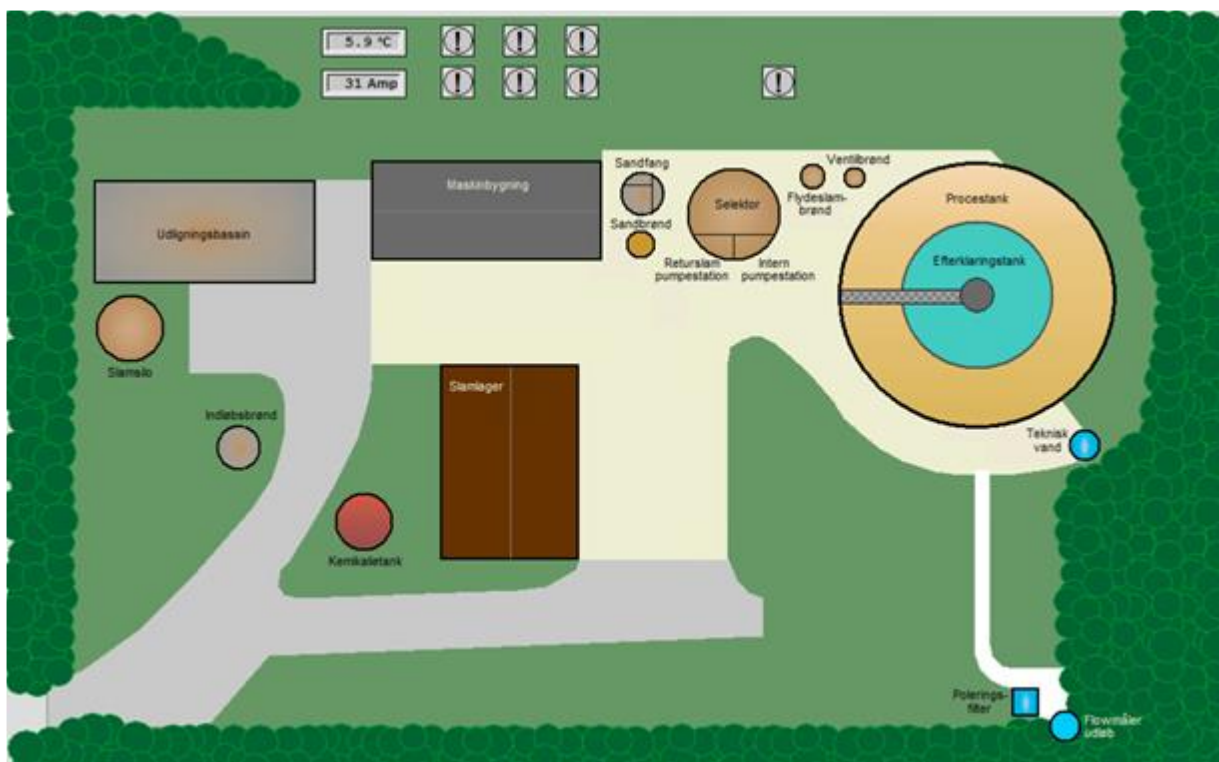 5.9 °C
31 Amp
Sandfang
Ventilbrønd
Maskinbygning
Flydeslam-
brønd
Procestank
Selektor
Sandbrønd
Udligningsbassin
Returslam
pumpestation
Intern
pumpestation
Efterklaringstank
Slamsilo
Slamlager
Indløbsbrønd
Teknisk
vand
Kemikalietank
Polerings-
filter
Flowmåler
udløb